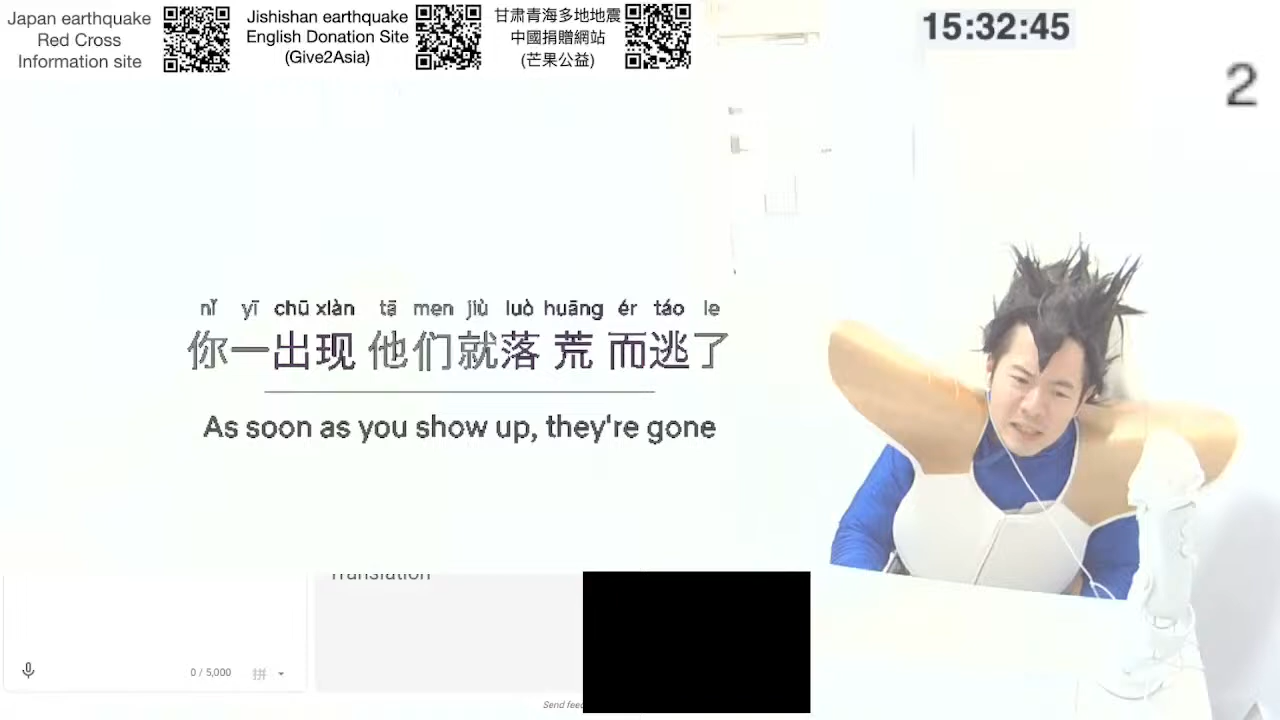 Japan earthquake
Red Cross
Information site
Jishishan earthquake
English Donation Site
(Give2Asia)
甘肃青海多地地震
中國捐贈網站
(芒果公益)
15:32:45
2
nǐ yī chū xiàn tā men jiù luò huāng ér táo le
你一出现 他们就落 荒 而逃了
As soon as you show up, they're gone
Translation
0 / 5,000
拼
Send feed